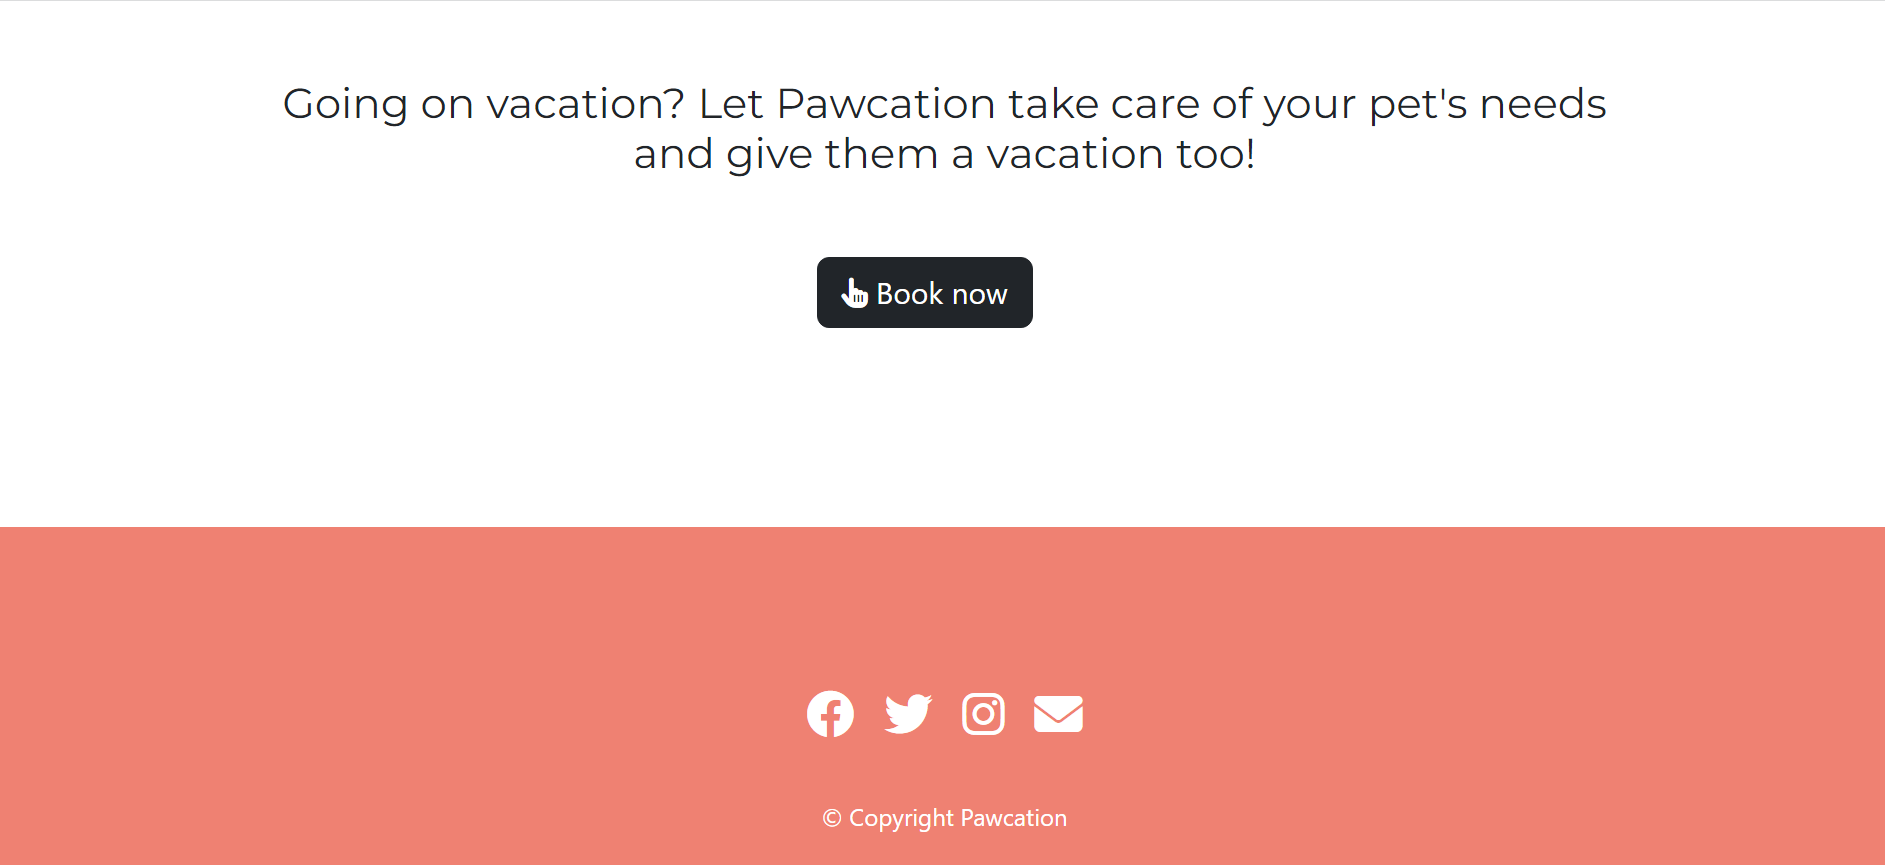 Going on vacation? Let Pawcation take care of your pet's needs
and give them a vacation too!
Book now
© Copyright Pawcation